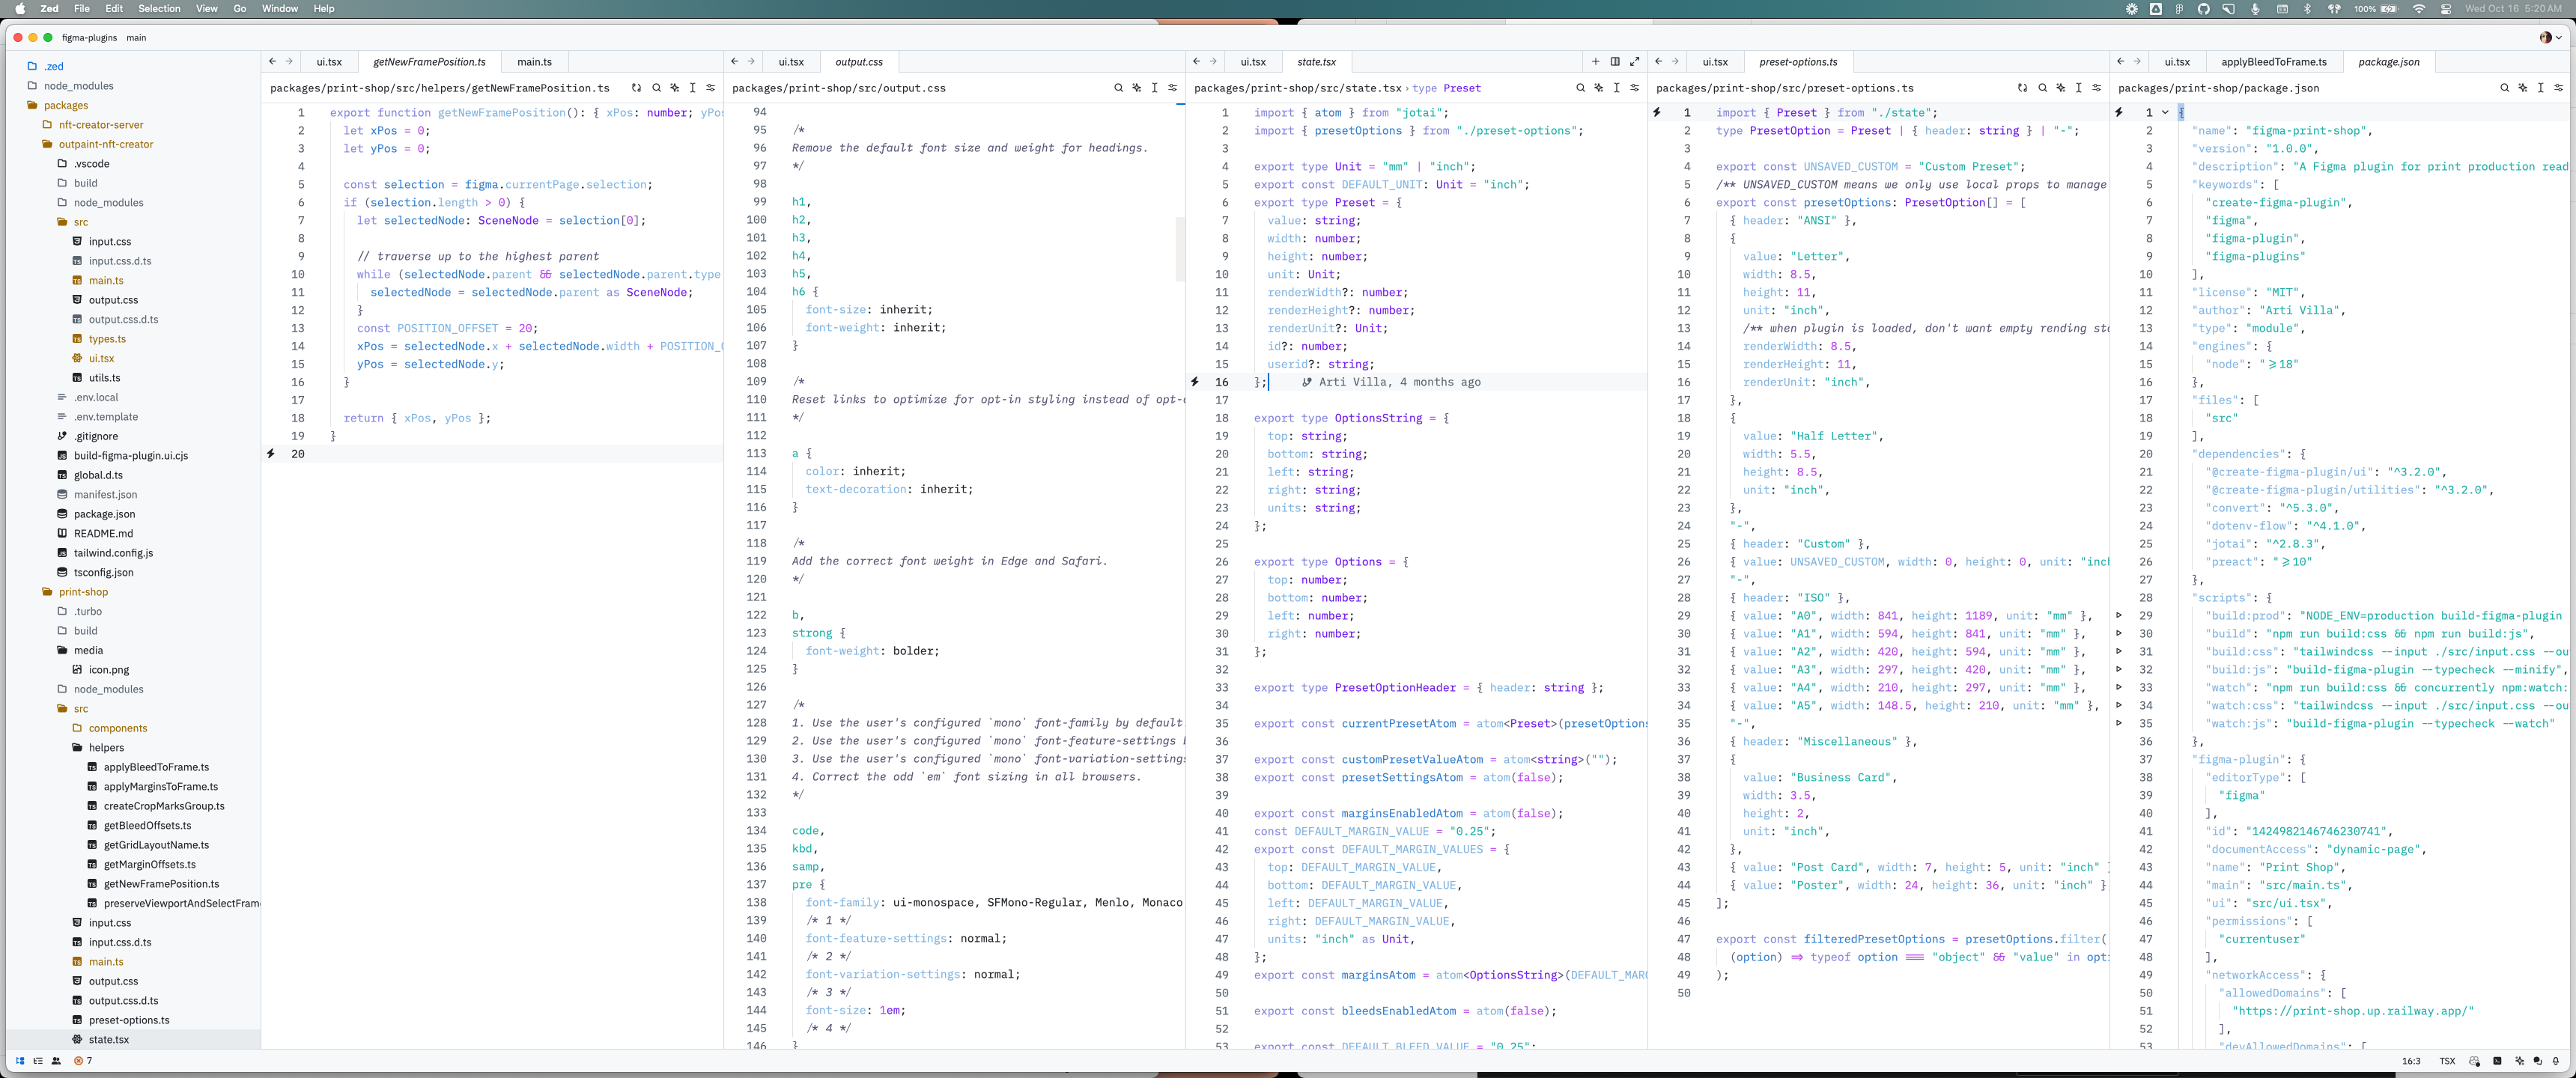 Zed File Edit Selection View Go Window Help
100% Wed Oct 16 5:20 AM
figma-plugins main
.zed
node_modules
packages
nft-creator-server
outpaint-nft-creator
.vscode
build
node_modules
src
input.css
input.css.d.ts
main.ts
output.css
output.css.d.ts
types.ts
ui.tsx
utils.ts
.env.local
.env.template
.gitignore
build-figma-plugin.ui.cjs
global.d.ts
manifest.json
package.json
README.md
tailwind.config.js
tsconfig.json
print-shop
.turbo
build
media
icon.png
node_modules
src
components
helpers
applyBleedToFrame.ts
applyMarginsToFrame.ts
createCropMarksGroup.ts
getBleedOffsets.ts
getGridLayoutName.ts
getMarginOffsets.ts
getNewFramePosition.ts
preserveViewportAndSelectFram
input.css
input.css.d.ts
main.ts
output.css
output.css.d.ts
preset-options.ts
state.tsx
ui.tsx getNewFramePosition.ts main.ts
packages/print-shop/src/helpers/getNewFramePosition.ts
1 export function getNewFramePosition(): { xPos: number; yPos
2 let xPos = 0;
3 let yPos = 0;
4
5 const selection = figma.currentPage.selection;
6 if (selection.length > 0) {
7 let selectedNode: SceneNode = selection[0];
8
9 // traverse up to the highest parent
10 while (selectedNode.parent && selectedNode.parent.type
11 selectedNode = selectedNode.parent as SceneNode;
12 }
13 const POSITION_OFFSET = 20;
14 xPos = selectedNode.x + selectedNode.width + POSITION_O
15 yPos = selectedNode.y;
16 }
17
18 return { xPos, yPos };
19 }
20
ui.tsx output.css
packages/print-shop/src/output.css
94
95 /*
96 Remove the default font size and weight for headings.
97 */
98
99 h1,
100 h2,
101 h3,
102 h4,
103 h5,
104 h6 {
105 font-size: inherit;
106 font-weight: inherit;
107 }
108
109 /*
110 Reset links to optimize for opt-in styling instead of opt-o
111 */
112
113 a {
114 color: inherit;
115 text-decoration: inherit;
116 }
117
118 /*
119 Add the correct font weight in Edge and Safari.
120 */
121
122 b,
123 strong {
124 font-weight: bolder;
125 }
126
127 /*
128 1. Use the user's configured `mono` font-family by default
129 2. Use the user's configured `mono` font-feature-settings b
130 3. Use the user's configured `mono` font-variation-settings
131 4. Correct the odd `em` font sizing in all browsers.
132 */
133
134 code,
135 kbd,
136 samp,
137 pre {
138 font-family: ui-monospace, SFMono-Regular, Menlo, Monaco
139 /* 1 */
140 font-feature-settings: normal;
141 /* 2 */
142 font-variation-settings: normal;
143 /* 3 */
144 font-size: 1em;
145 /* 4 */
146 }
ui.tsx state.tsx
packages/print-shop/src/state.tsx › type Preset
1 import { atom } from "jotai";
2 import { presetOptions } from "./preset-options";
3
4 export type Unit = "mm" | "inch";
5 export const DEFAULT_UNIT: Unit = "inch";
6 export type Preset = {
7 value: string;
8 width: number;
9 height: number;
10 unit: Unit;
11 renderWidth?: number;
12 renderHeight?: number;
13 renderUnit?: Unit;
14 id?: number;
15 userid?: string;
16 }; Arti Villa, 4 months ago
17
18 export type OptionsString = {
19 top: string;
20 bottom: string;
21 left: string;
22 right: string;
23 units: string;
24 };
25
26 export type Options = {
27 top: number;
28 bottom: number;
29 left: number;
30 right: number;
31 };
32
33 export type PresetOptionHeader = { header: string };
34
35 export const currentPresetAtom = atom<Preset>(presetOptions
36
37 export const customPresetValueAtom = atom<string>("");
38 export const presetSettingsAtom = atom(false);
39
40 export const marginsEnabledAtom = atom(false);
41 const DEFAULT_MARGIN_VALUE = "0.25";
42 export const DEFAULT_MARGIN_VALUES = {
43 top: DEFAULT_MARGIN_VALUE,
44 bottom: DEFAULT_MARGIN_VALUE,
45 left: DEFAULT_MARGIN_VALUE,
46 right: DEFAULT_MARGIN_VALUE,
47 units: "inch" as Unit,
48 };
49 export const marginsAtom = atom<OptionsString>(DEFAULT_MARG
50
51 export const bleedsEnabledAtom = atom(false);
52
53 export const DEFAULT_BLEED_VALUE = "0.25";
ui.tsx preset-options.ts
packages/print-shop/src/preset-options.ts
1 import { Preset } from "./state";
2 type PresetOption = Preset | { header: string } | "-";
3
4 export const UNSAVED_CUSTOM = "Custom Preset";
5 /** UNSAVED_CUSTOM means we only use local props to manage
6 export const presetOptions: PresetOption[] = [
7 { header: "ANSI" },
8 {
9 value: "Letter",
10 width: 8.5,
11 height: 11,
12 unit: "inch",
13 /** when plugin is loaded, don't want empty rending sta
14 renderWidth: 8.5,
15 renderHeight: 11,
16 renderUnit: "inch",
17 },
18 {
19 value: "Half Letter",
20 width: 5.5,
21 height: 8.5,
22 unit: "inch",
23 },
24 "-",
25 { header: "Custom" },
26 { value: UNSAVED_CUSTOM, width: 0, height: 0, unit: "inch
27 "-",
28 { header: "ISO" },
29 { value: "A0", width: 841, height: 1189, unit: "mm" },
30 { value: "A1", width: 594, height: 841, unit: "mm" },
31 { value: "A2", width: 420, height: 594, unit: "mm" },
32 { value: "A3", width: 297, height: 420, unit: "mm" },
33 { value: "A4", width: 210, height: 297, unit: "mm" },
34 { value: "A5", width: 148.5, height: 210, unit: "mm" },
35 "-",
36 { header: "Miscellaneous" },
37 {
38 value: "Business Card",
39 width: 3.5,
40 height: 2,
41 unit: "inch",
42 },
43 { value: "Post Card", width: 7, height: 5, unit: "inch" }
44 { value: "Poster", width: 24, height: 36, unit: "inch" }
45 ];
46
47 export const filteredPresetOptions = presetOptions.filter(
48 (option) => typeof option === "object" && "value" in opti
49 );
50
ui.tsx applyBleedToFrame.ts package.json
packages/print-shop/package.json
1 {
2 "name": "figma-print-shop",
3 "version": "1.0.0",
4 "description": "A Figma plugin for print production read
5 "keywords": [
6 "create-figma-plugin",
7 "figma",
8 "figma-plugin",
9 "figma-plugins"
10 ],
11 "license": "MIT",
12 "author": "Arti Villa",
13 "type": "module",
14 "engines": {
15 "node": ">=18"
16 },
17 "files": [
18 "src"
19 ],
20 "dependencies": {
21 "@create-figma-plugin/ui": "^3.2.0",
22 "@create-figma-plugin/utilities": "^3.2.0",
23 "convert": "^5.3.0",
24 "dotenv-flow": "^4.1.0",
25 "jotai": "^2.8.3",
26 "preact": ">=10"
27 },
28 "scripts": {
29 "build:prod": "NODE_ENV=production build-figma-plugin
30 "build": "npm run build:css && npm run build:js",
31 "build:css": "tailwindcss --input ./src/input.css --ou
32 "build:js": "build-figma-plugin --typecheck --minify",
33 "watch": "npm run build:css && concurrently npm:watch:
34 "watch:css": "tailwindcss --input ./src/input.css --ou
35 "watch:js": "build-figma-plugin --typecheck --watch"
36 },
37 "figma-plugin": {
38 "editorType": [
39 "figma"
40 ],
41 "id": "1424982146746230741",
42 "documentAccess": "dynamic-page",
43 "name": "Print Shop",
44 "main": "src/main.ts",
45 "ui": "src/ui.tsx",
46 "permissions": [
47 "currentuser"
48 ],
49 "networkAccess": {
50 "allowedDomains": [
51 "https://print-shop.up.railway.app/"
52 ],
53 "devAllowedDomains": [
7
16:3 TSX